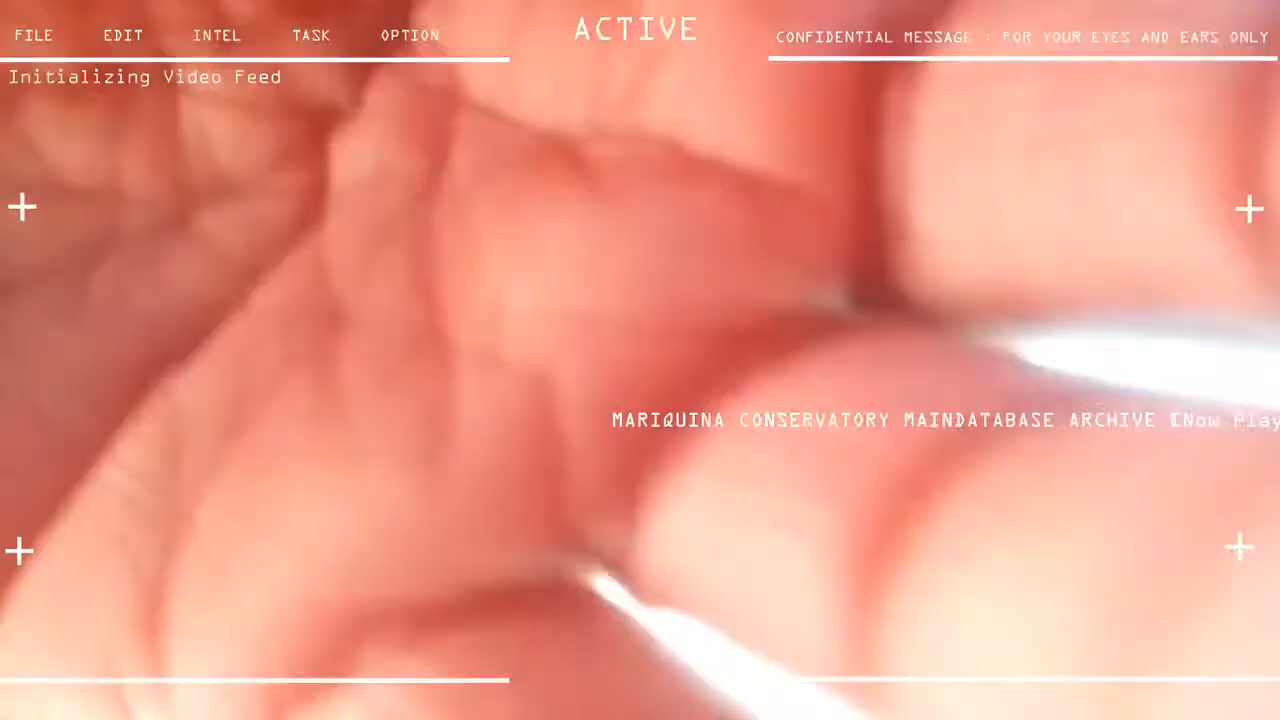 FILE EDIT INTEL TASK OPTION
ACTIVE
CONFIDENTIAL MESSAGE : FOR YOUR EYES AND EARS ONLY
Initializing Video Feed
MARIQUINA CONSERVATORY MAINDATABASE ARCHIVE [Now Play